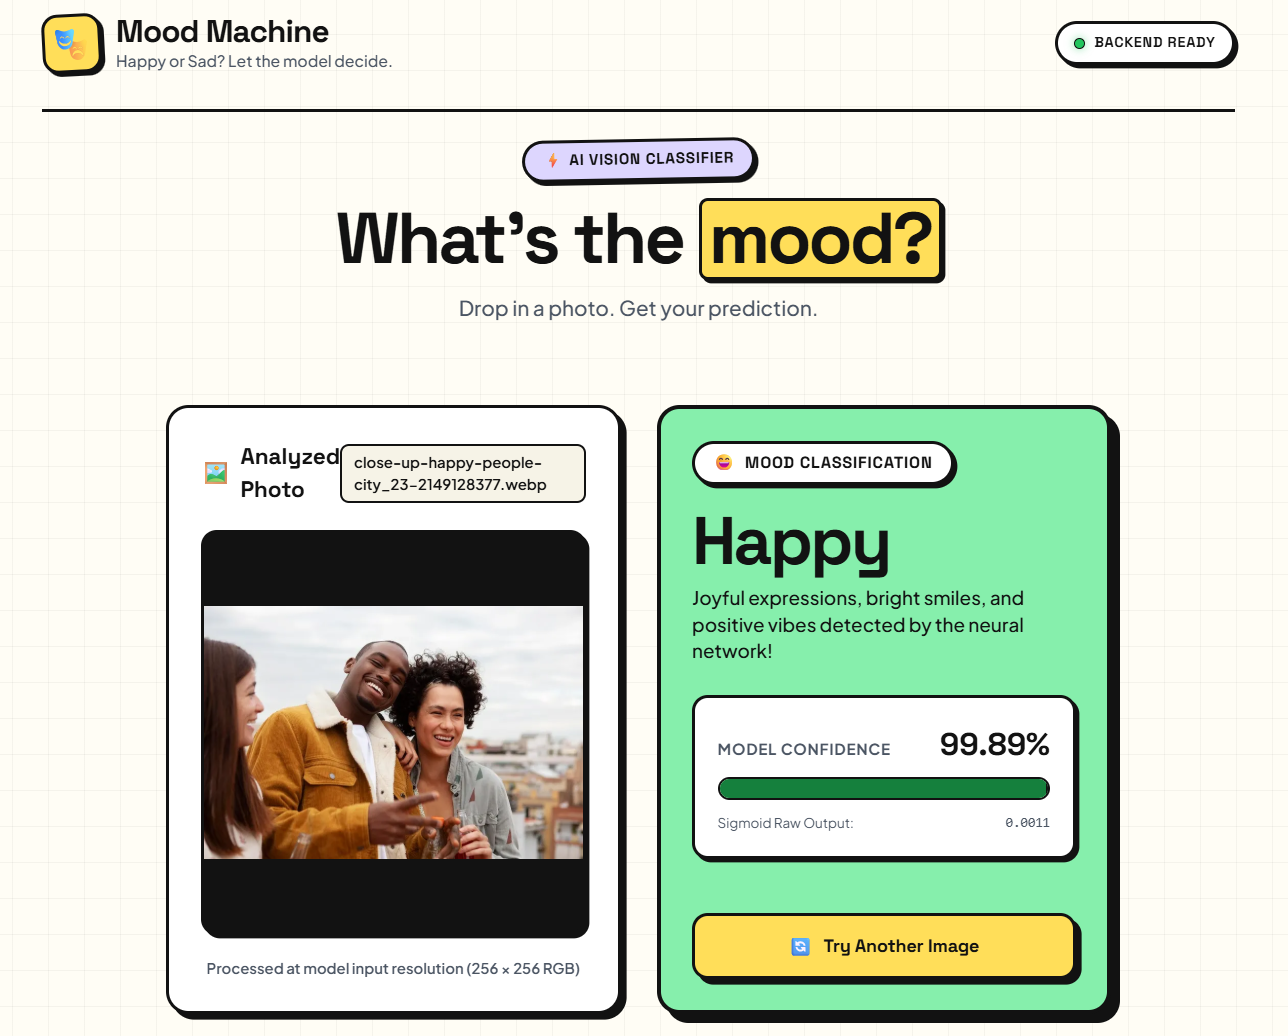 Mood Machine
Happy or Sad? Let the model decide.
BACKEND READY
AI VISION CLASSIFIER
What's the mood?
Drop in a photo. Get your prediction.
Analyzed
Photo
close-up-happy-people-
city_23-2149128377.webp
Processed at model input resolution (256 × 256 RGB)
MOOD CLASSIFICATION
Happy
Joyful expressions, bright smiles, and
positive vibes detected by the neural
network!
MODEL CONFIDENCE 99.89%
Sigmoid Raw Output: 0.0011
Try Another Image